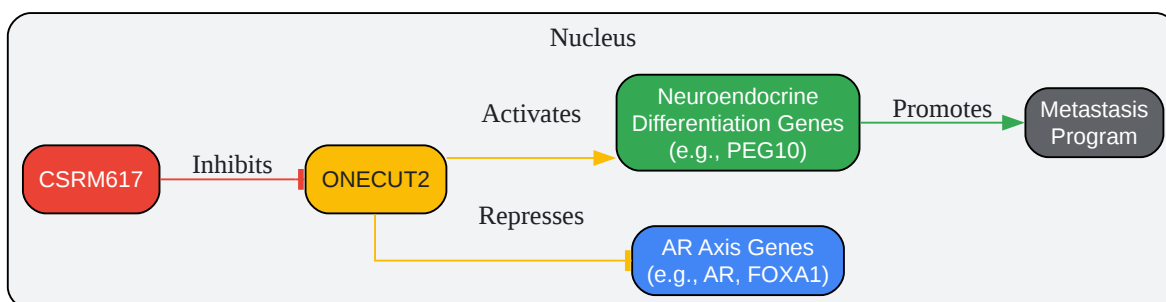 Nucleus
CSRM617
Inhibits
ONECUT2
Activates
Neuroendocrine
Differentiation Genes
(e.g., PEG10)
Promotes
Metastasis
Program
Represses
AR Axis Genes
(e.g., AR, FOXA1)